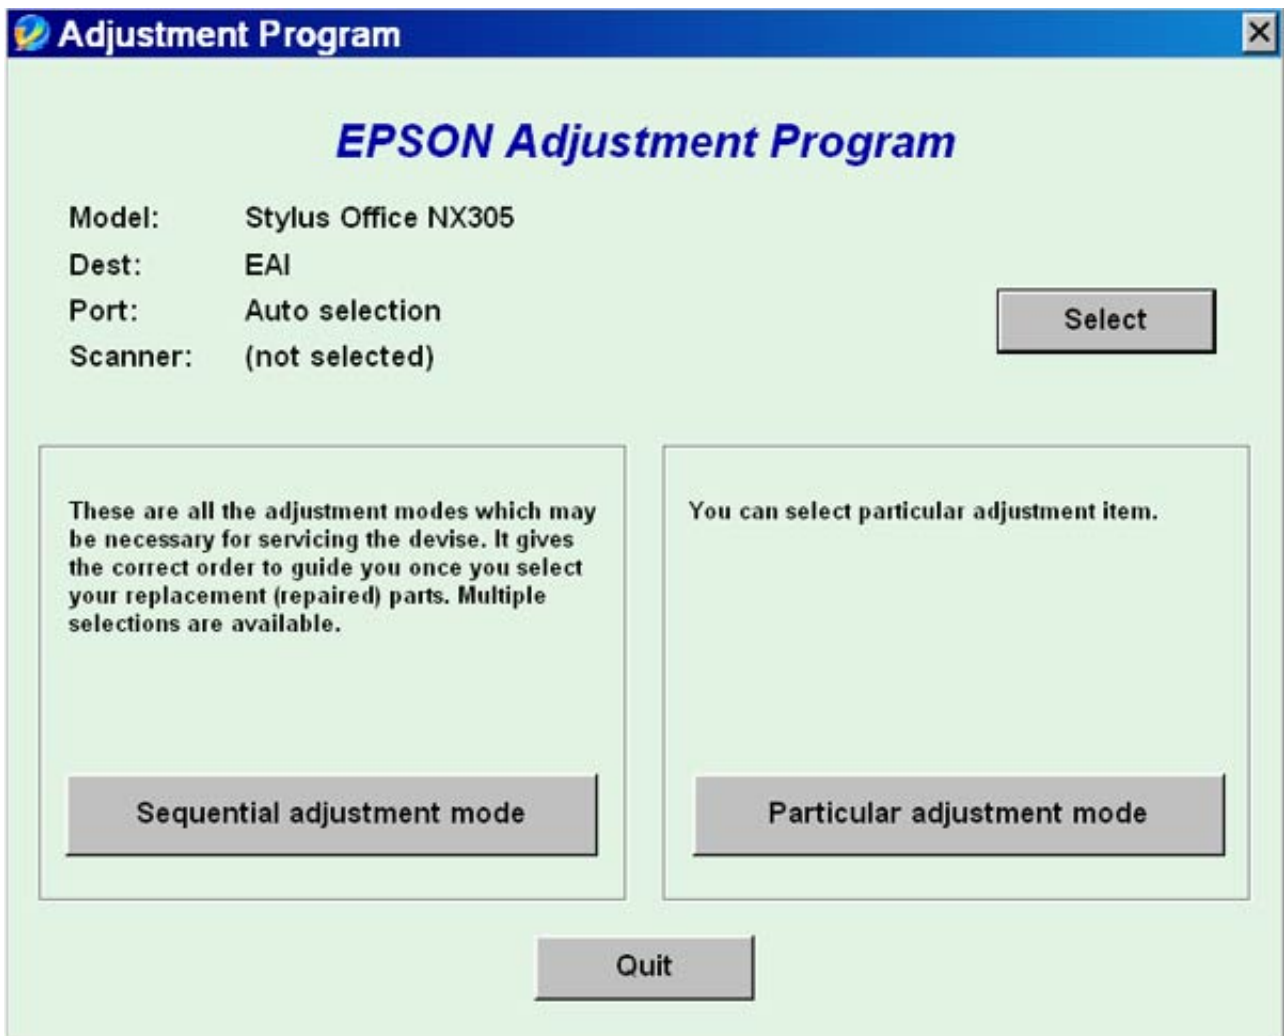 Adjustment Program
EPSON Adjustment Program
Model: Stylus Office NX305
Dest: EAI
Port: Auto selection
Scanner: (not selected)
Select
These are all the adjustment modes which may
be necessary for servicing the devise. It gives
the correct order to guide you once you select
your replacement (repaired) parts. Multiple
selections are available.
Sequential adjustment mode
You can select particular adjustment item.
Particular adjustment mode
Quit